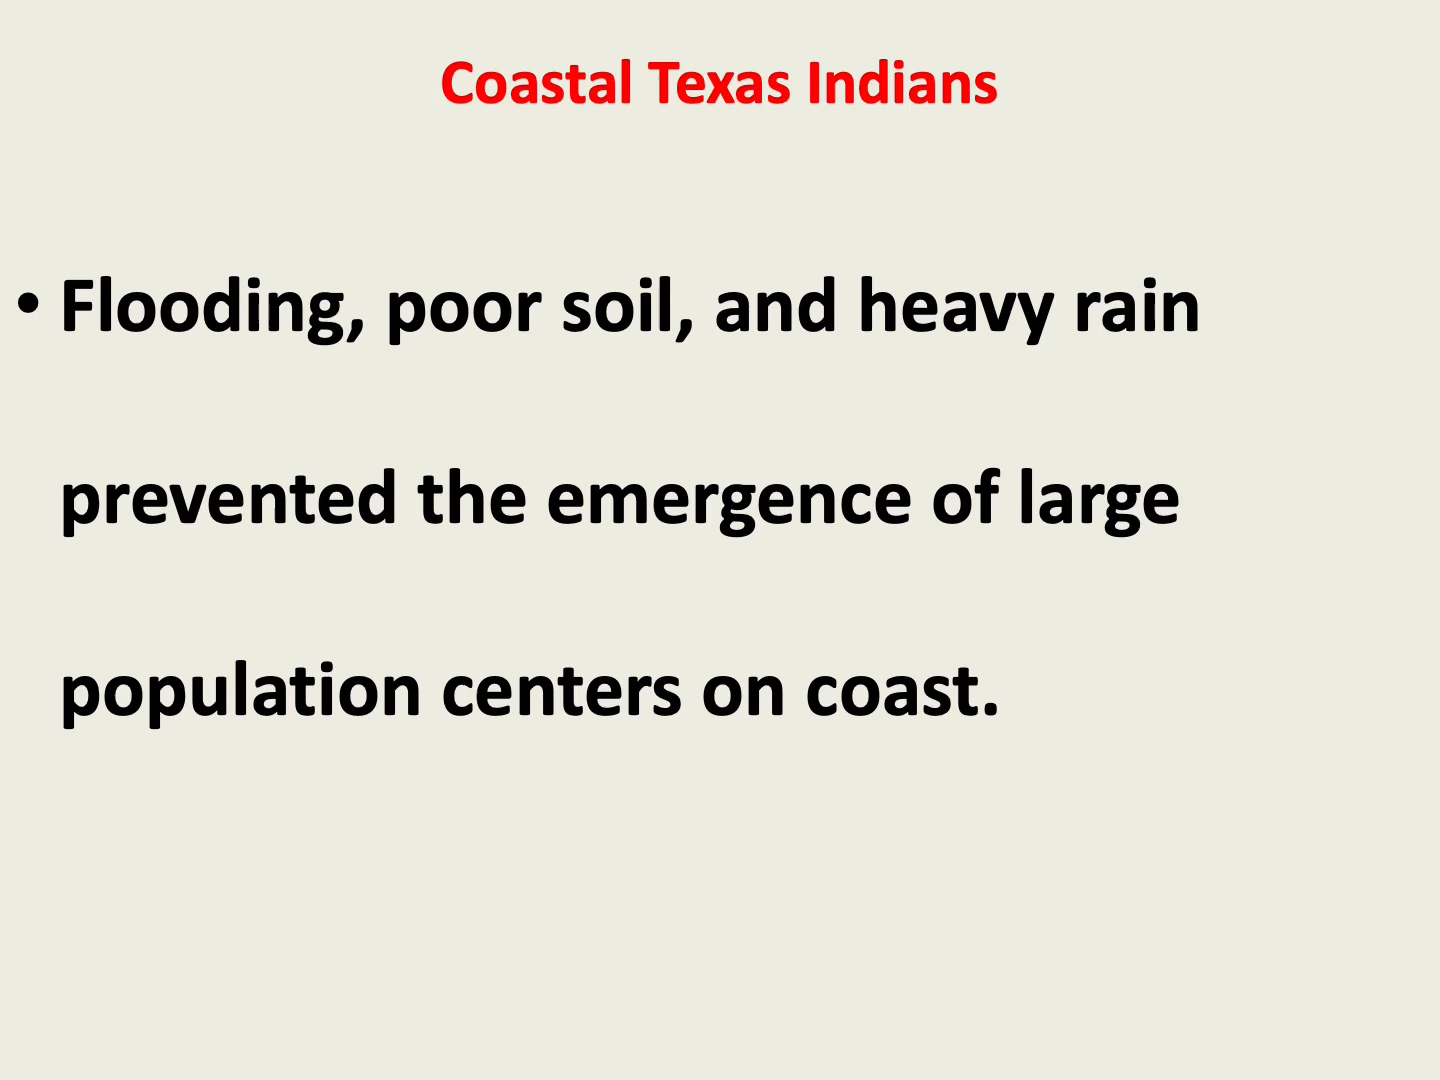 Coastal Texas Indians
• Flooding, poor soil, and heavy rain
prevented the emergence of large
population centers on coast.